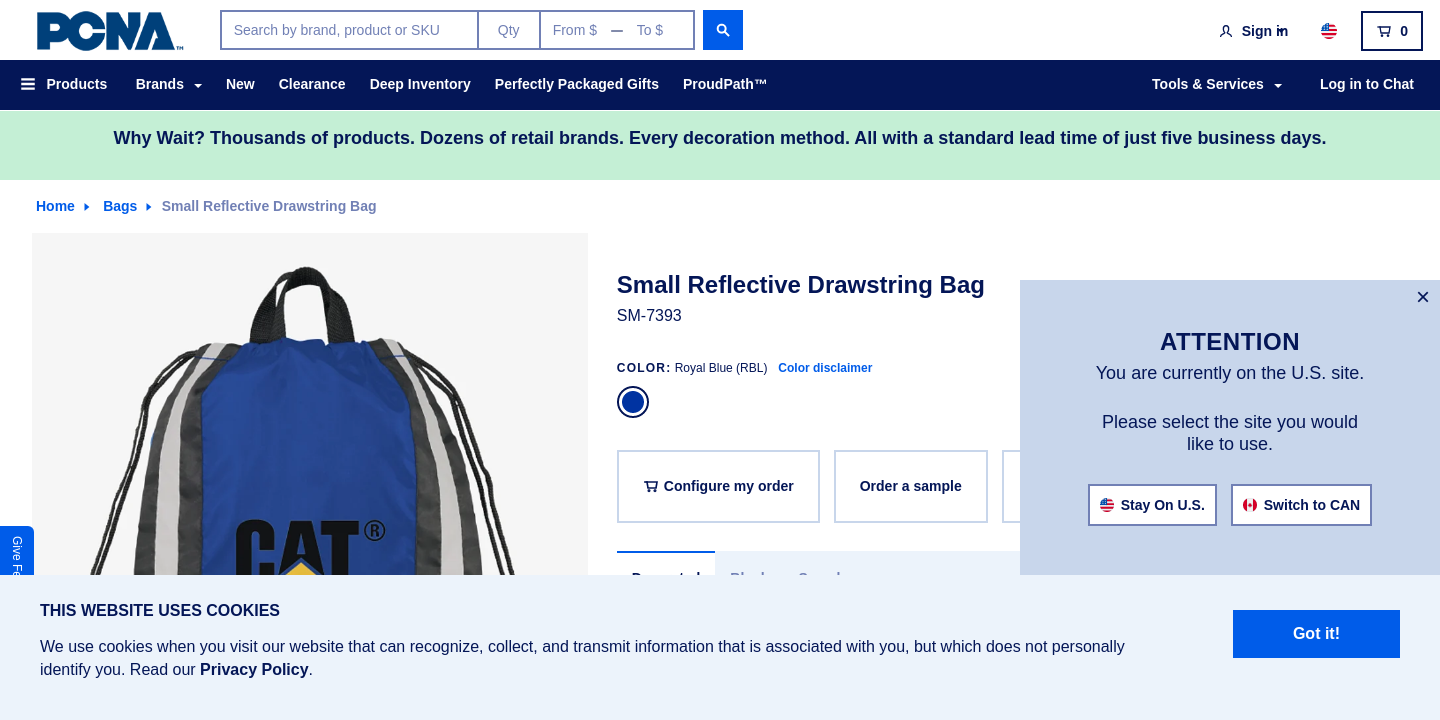 PCNA™
Search by brand, product or SKU
Qty
From $
To $
Sign in
0
Products
Brands
New
Clearance
Deep Inventory
Perfectly Packaged Gifts
ProudPath™
Tools & Services
Log in to Chat
Why Wait? Thousands of products. Dozens of retail brands. Every decoration method. All with a standard lead time of just five business days.
Home
Bags
Small Reflective Drawstring Bag
Small Reflective Drawstring Bag
SM-7393
COLOR: Royal Blue (RBL)
Color disclaimer
Configure my order
Order a sample
CAT®
×
ATTENTION
You are currently on the U.S. site.
Please select the site you would
like to use.
Stay On U.S.
Switch to CAN
THIS WEBSITE USES COOKIES
We use cookies when you visit our website that can recognize, collect, and transmit information that is associated with you, but which does not personally
identify you. Read our Privacy Policy.
Got it!
Give